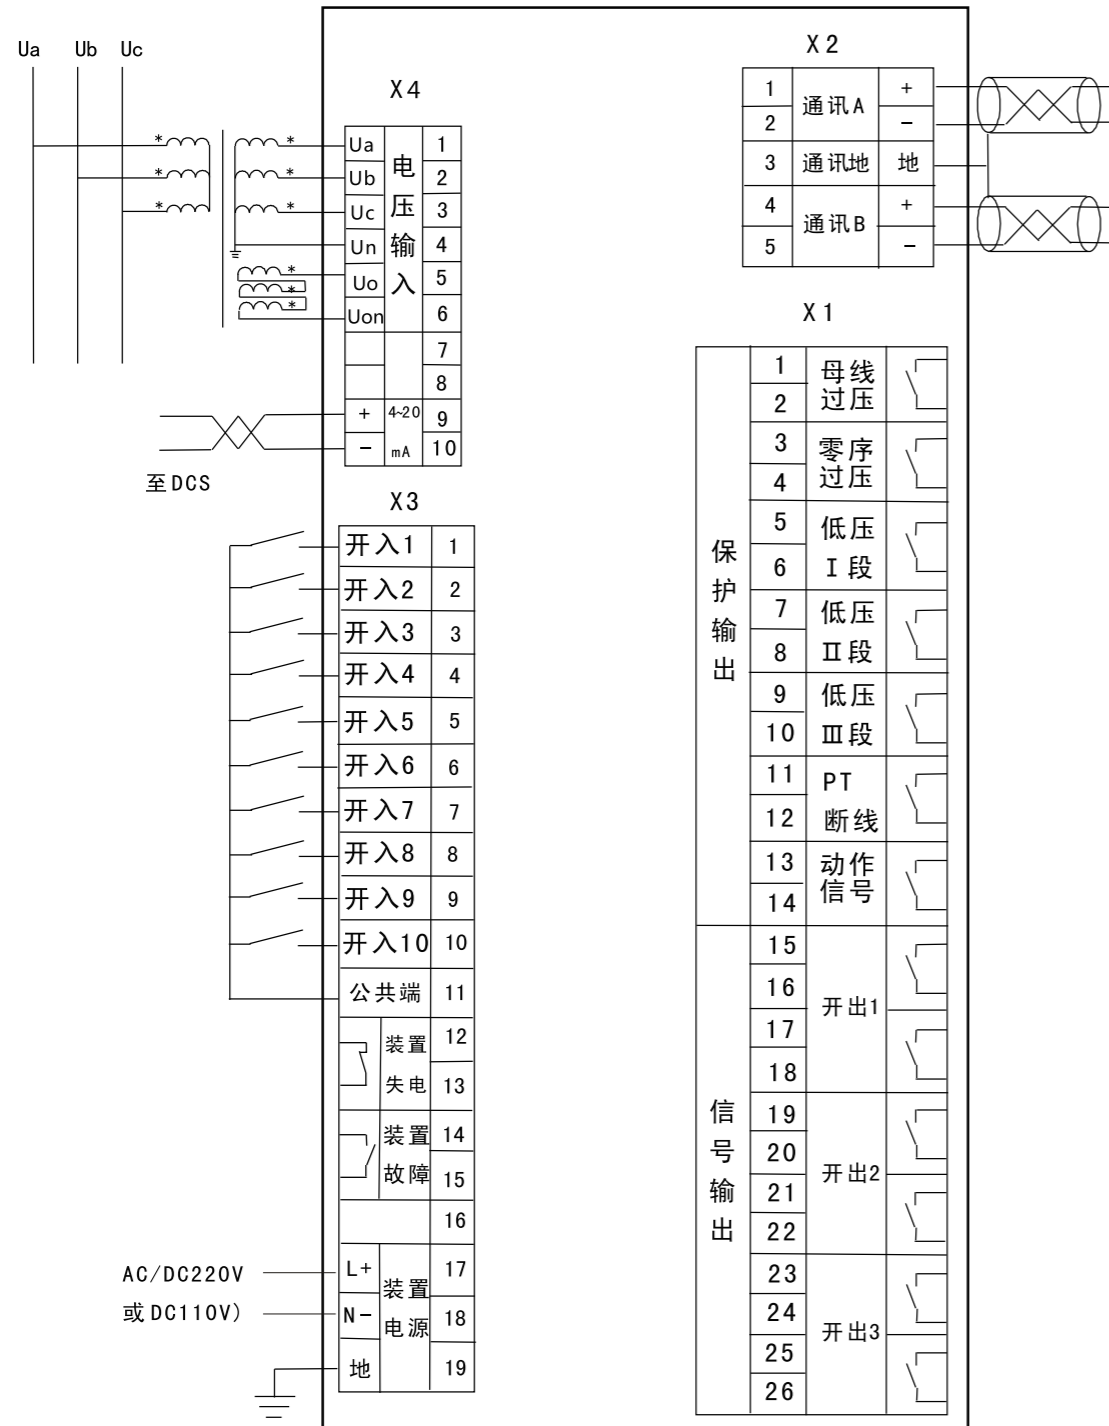 Ua Ub Uc
X4
* * Ua 1
* * Ub 电 2
* * Uc 压 3
Un 输 4
* Uo 入 5
*
* Uon 6
7
8
+ 4~20 9
- mA 10
至DCS
X3
开入1 1
开入2 2
开入3 3
开入4 4
开入5 5
开入6 6
开入7 7
开入8 8
开入9 9
开入10 10
公共端 11
装置 12
失电 13
装置 14
故障 15
16
AC/DC220V L+ 装置 17
或DC110V) N- 电源 18
地 19
X2
1 通讯A +
2 -
3 通讯地 地
4 通讯B +
5 -
X1
保护输出
1 母线
2 过压
3 零序
4 过压
5 低压
6 Ⅰ段
7 低压
8 Ⅱ段
9 低压
10 Ⅲ段
11 PT
12 断线
13 动作
14 信号
信号输出
15
16 开出1
17
18
19
20 开出2
21
22
23
24 开出3
25
26